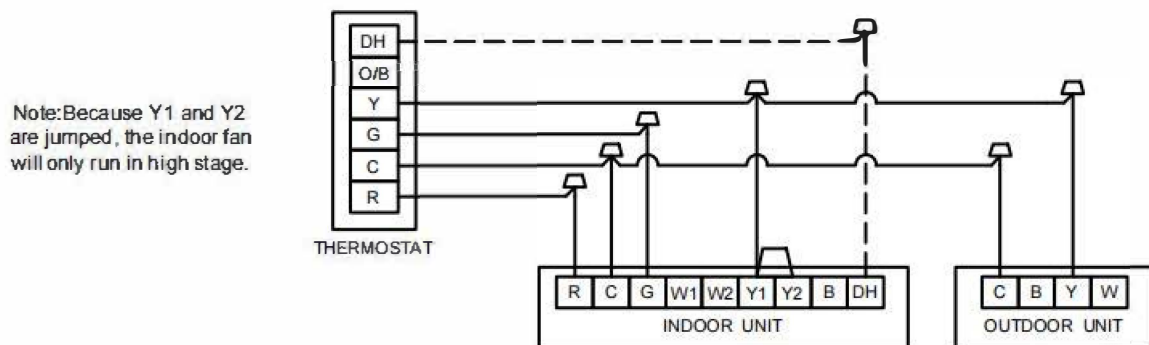 Note:Because Y1 and Y2
are jumped, the indoor fan
will only run in high stage.
DH
O/B
Y
G
C
R
THERMOSTAT
R C G W1 W2 Y1 Y2 B DH
INDOOR UNIT
C B Y W
OUTDOOR UNIT